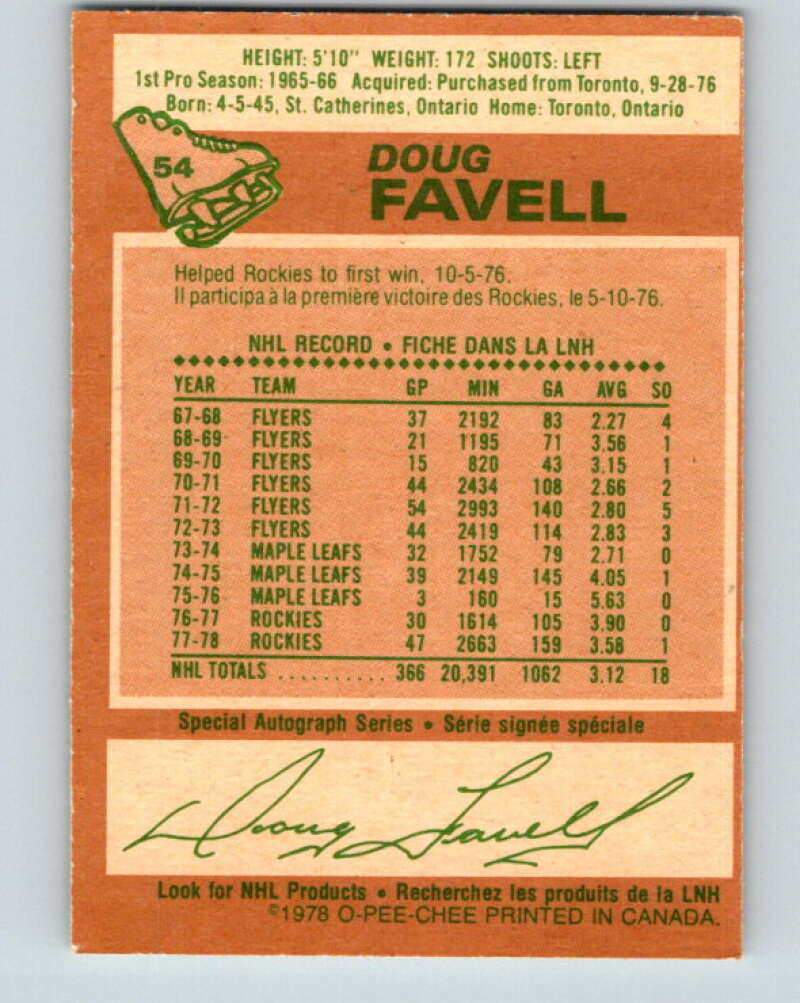 HEIGHT: 5'10" WEIGHT: 172 SHOOTS: LEFT
1st Pro Season: 1965-66 Acquired: Purchased from Toronto, 9-28-76
Born: 4-5-45, St. Catherines, Ontario Home: Toronto, Ontario
54
DOUG
FAVELL
Helped Rockies to first win, 10-5-76.
Il participa à la première victoire des Rockies, le 5-10-76.
NHL RECORD • FICHE DANS LA LNH
YEAR TEAM GP MIN GA AVG SO
67-68 FLYERS 37 2192 83 2.27 4
68-69 FLYERS 21 1195 71 3.56 1
69-70 FLYERS 15 820 43 3.15 1
70-71 FLYERS 44 2434 108 2.66 2
71-72 FLYERS 54 2993 140 2.80 5
72-73 FLYERS 44 2419 114 2.83 3
73-74 MAPLE LEAFS 32 1752 79 2.71 0
74-75 MAPLE LEAFS 39 2149 145 4.05 1
75-76 MAPLE LEAFS 3 160 15 5.63 0
76-77 ROCKIES 30 1614 105 3.90 0
77-78 ROCKIES 47 2663 159 3.58 1
NHL TOTALS .......... 366 20,391 1062 3.12 18
Special Autograph Series • Série signée spéciale
Doug Favell
Look for NHL Products • Recherchez les produits de la LNH
©1978 O-PEE-CHEE PRINTED IN CANADA.